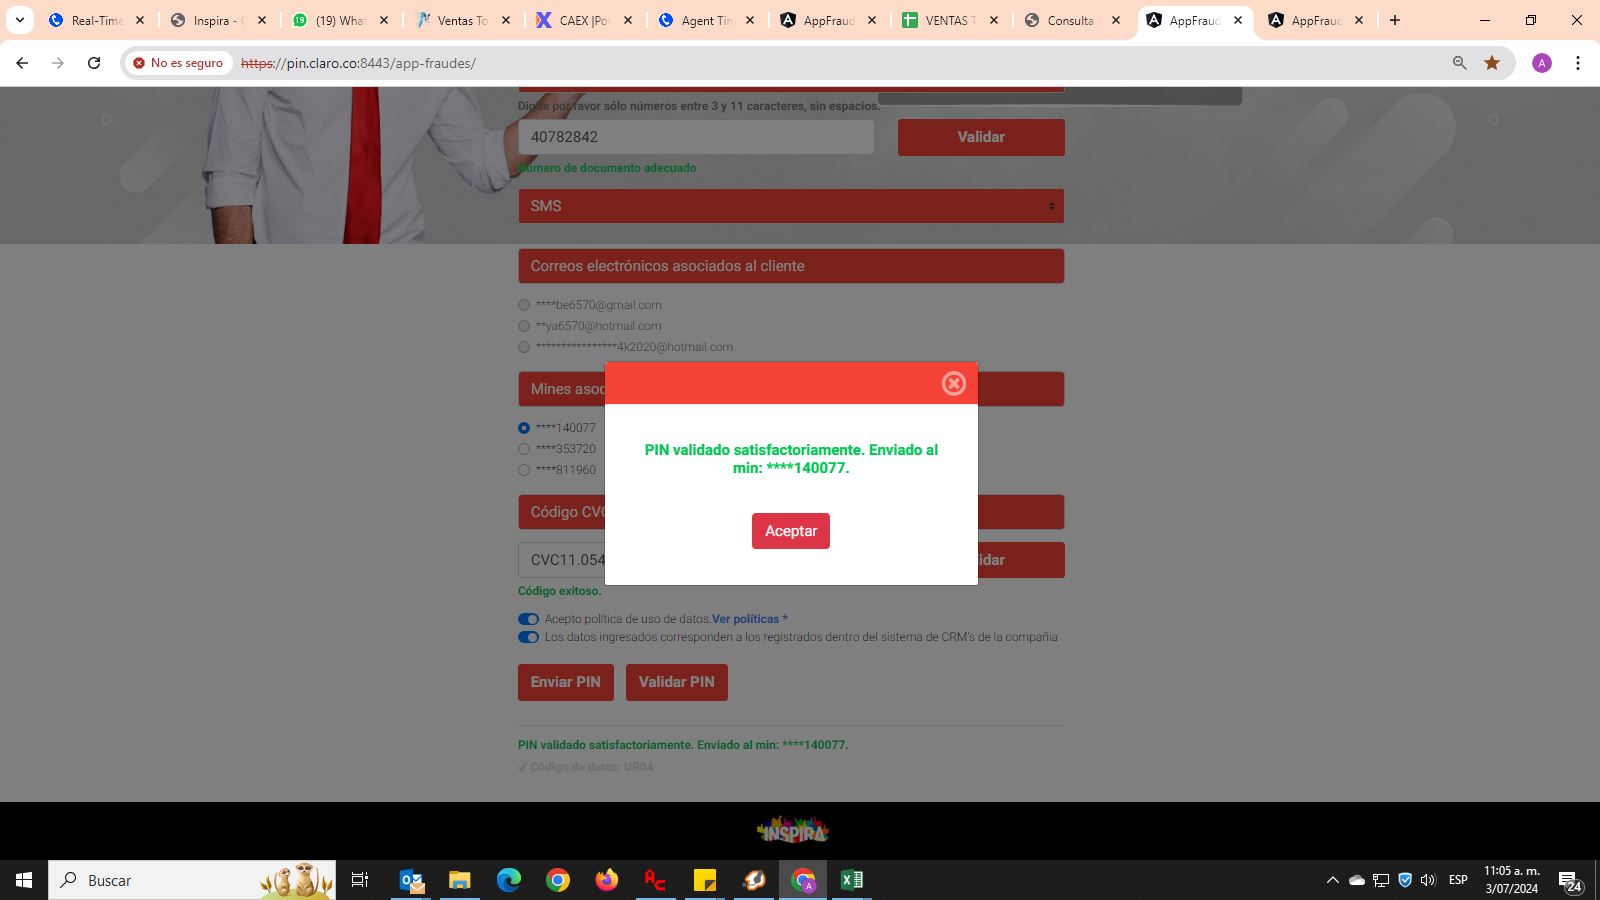 Real-Time
Inspira - C
(19) What
Ventas To
CAEX |Po
Agent Tim
AppFraud
VENTAS T
Consulta
AppFraud
AppFraud
No es seguro
https://pin.claro.co:8443/app-fraudes/
A
Digite por favor sólo números entre 3 y 11 caracteres, sin espacios.
40782842
Validar
Número de documento adecuado
SMS
Correos electrónicos asociados al cliente
****be6570@gmail.com
**ya6570@hotmail.com
****************4k2020@hotmail.com
Mines asoc
****140077
****353720
****811960
PIN validado satisfactoriamente. Enviado al
min: ****140077.
Aceptar
Código CVC
CVC11.054
idar
Código exitoso.
Acepto política de uso de datos.Ver políticas *
Los datos ingresados corresponden a los registrados dentro del sistema de CRM's de la compañia
Enviar PIN
Validar PIN
PIN validado satisfactoriamente. Enviado al min: ****140077.
✔ Código de datos: UR04
INSPIRA
Buscar
ESP
11:05 a. m.
3/07/2024
24